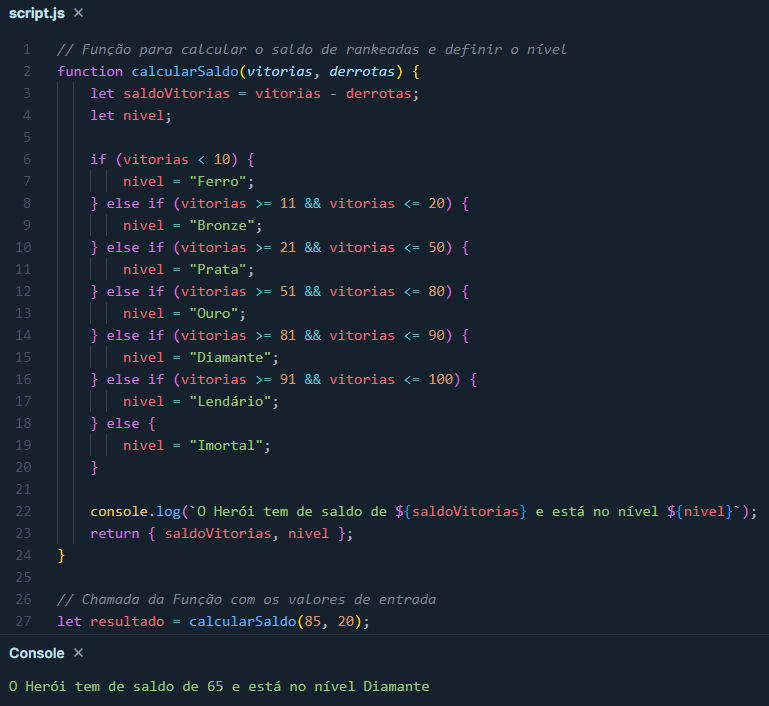 script.js ×
1 // Função para calcular o saldo de rankeadas e definir o nível
2 function calcularSaldo(vitorias, derrotas) {
3     let saldoVitorias = vitorias - derrotas;
4     let nivel;
5
6     if (vitorias < 10) {
7         nivel = "Ferro";
8     } else if (vitorias >= 11 && vitorias <= 20) {
9         nivel = "Bronze";
10     } else if (vitorias >= 21 && vitorias <= 50) {
11         nivel = "Prata";
12     } else if (vitorias >= 51 && vitorias <= 80) {
13         nivel = "Ouro";
14     } else if (vitorias >= 81 && vitorias <= 90) {
15         nivel = "Diamante";
16     } else if (vitorias >= 91 && vitorias <= 100) {
17         nivel = "Lendário";
18     } else {
19         nivel = "Imortal";
20     }
21
22     console.log(`O Herói tem de saldo de ${saldoVitorias} e está no nível ${nivel}`);
23     return { saldoVitorias, nivel };
24 }
25
26 // Chamada da Função com os valores de entrada
27 let resultado = calcularSaldo(85, 20);
Console ×
O Herói tem de saldo de 65 e está no nível Diamante